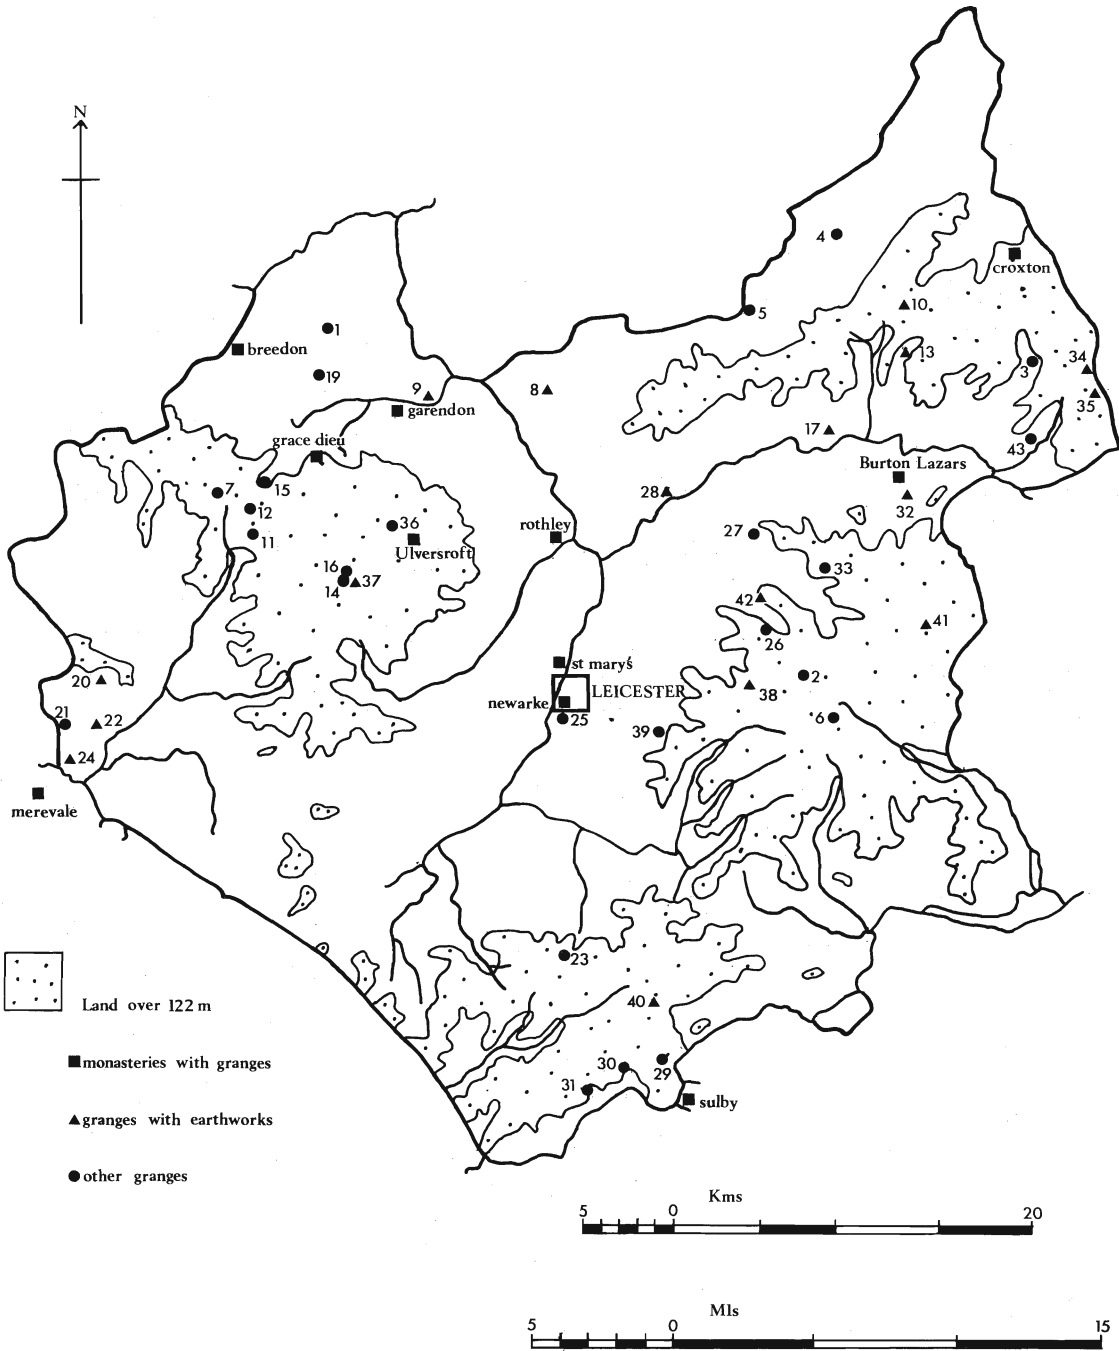 N
4
croxton
10
5
1
breedon
13
34
3
19
35
9
8
garendon
17
grace dieu
43
Burton Lazars
15
7
28
32
12
36
rothley
27
11
Ulversroft
16
33
14
37
42
41
26
st mary's
2
20
LEICESTER
38
newarke
21
22
25
6
39
24
merevale
23
40
Land over 122 m
monasteries with granges
30
29
31
sulby
granges with earthworks
other granges
Kms
5 0 20
Mls
5 0 15